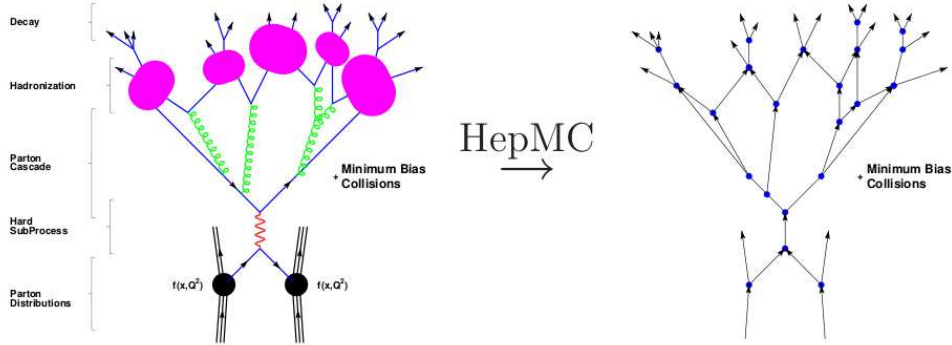 Decay
Hadronization
Parton
Cascade
Hard
SubProcess
Parton
Distributions
+ Minimum Bias
Collisions
f(x,Q²)
f(x,Q²)
HepMC
+ Minimum Bias
Collisions